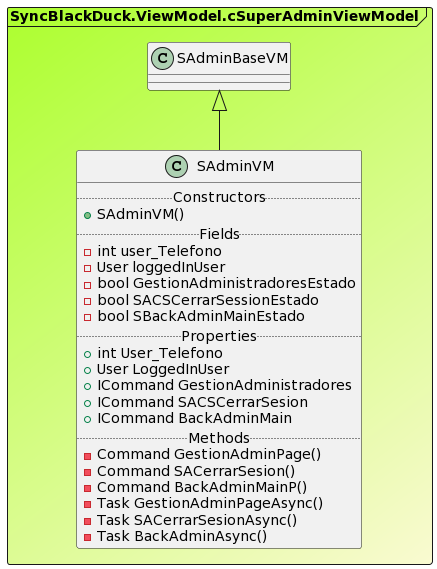 SyncBlackDuck.ViewModel.cSuperAdminViewModel
C SAdminBaseVM
C SAdminVM
Constructors
SAdminVM()
Fields
int user_Telefono
User loggedInUser
bool GestionAdministradoresEstado
bool SACSCerrarSessionEstado
bool SBackAdminMainEstado
Properties
int User_Telefono
User LoggedInUser
ICommand GestionAdministradores
ICommand SACSCerrarSesion
ICommand BackAdminMain
Methods
Command GestionAdminPage()
Command SACerrarSesion()
Command BackAdminMainP()
Task GestionAdminPageAsync()
Task SACerrarSesionAsync()
Task BackAdminAsync()